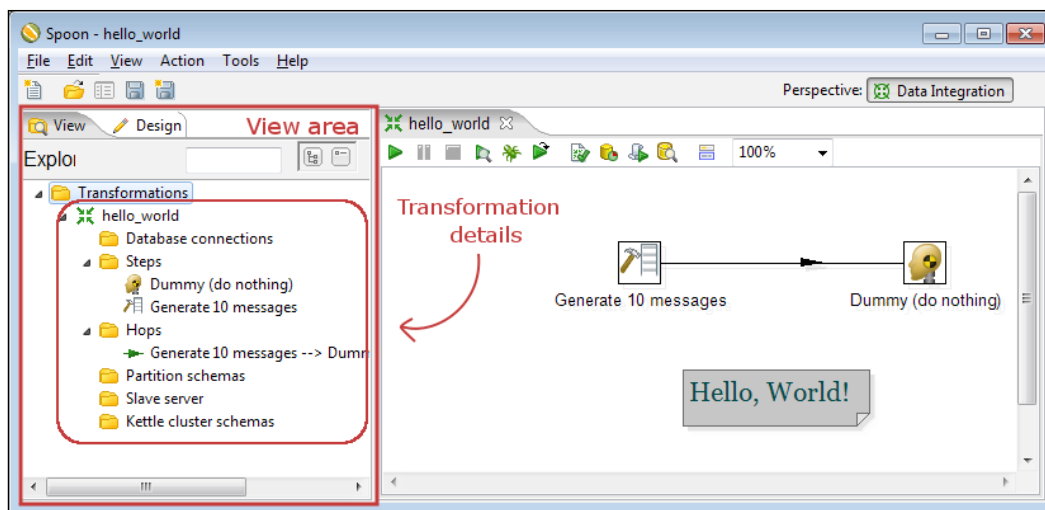 Spoon - hello_world
File Edit View Action Tools Help
Perspective: Data Integration
View Design View area
Explor
Transformations
hello_world
Database connections
Steps
Dummy (do nothing)
Generate 10 messages
Hops
Generate 10 messages --> Dumm
Partition schemas
Slave server
Kettle cluster schemas
hello_world
100%
Transformation
details
Generate 10 messages
Dummy (do nothing)
Hello, World!